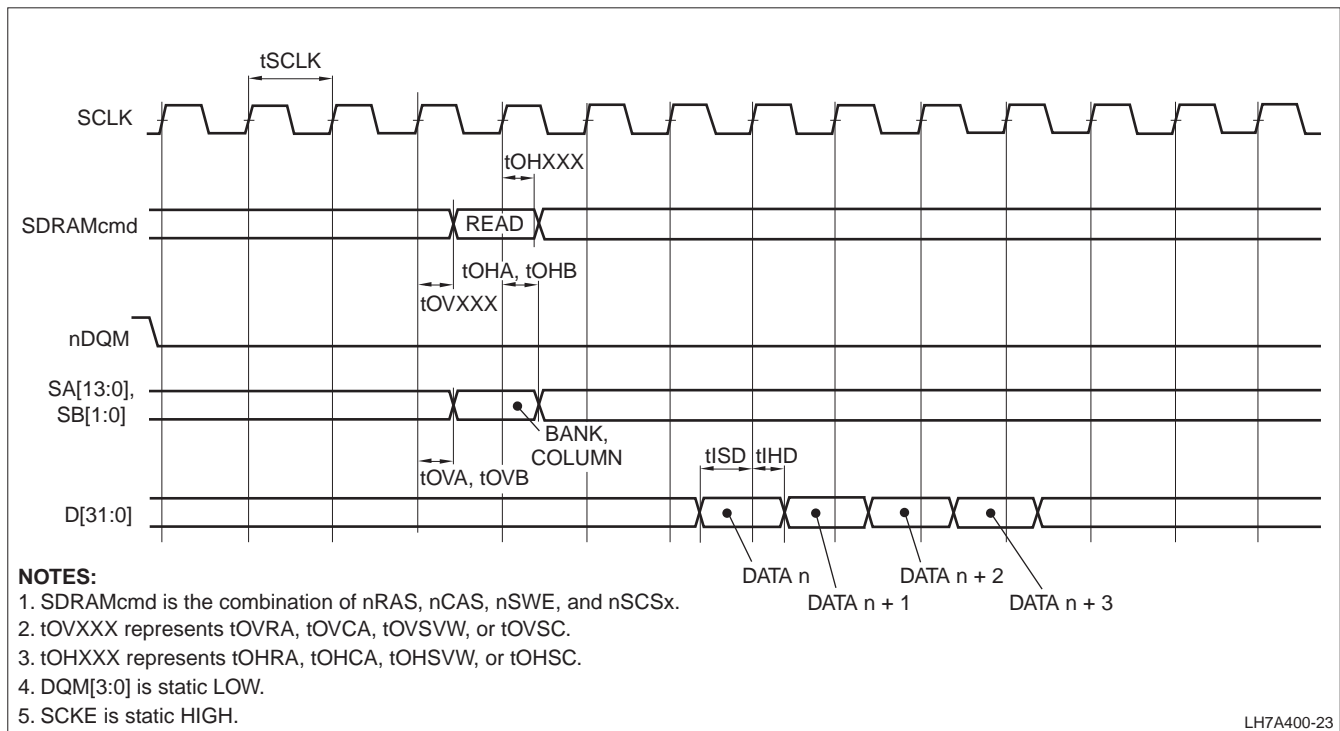 tSCLK
SCLK
tOHXXX
SDRAMcmd
READ
tOHA, tOHB
tOVXXX
nDQM
SA[13:0],
SB[1:0]
BANK,
COLUMN
tISD
tIHD
tOVA, tOVB
D[31:0]
DATA n
DATA n + 2
DATA n + 1
DATA n + 3
NOTES:
1. SDRAMcmd is the combination of nRAS, nCAS, nSWE, and nSCSx.
2. tOVXXX represents tOVRA, tOVCA, tOVSVW, or tOVSC.
3. tOHXXX represents tOHRA, tOHCA, tOHSVW, or tOHSC.
4. DQM[3:0] is static LOW.
5. SCKE is static HIGH.
LH7A400-23